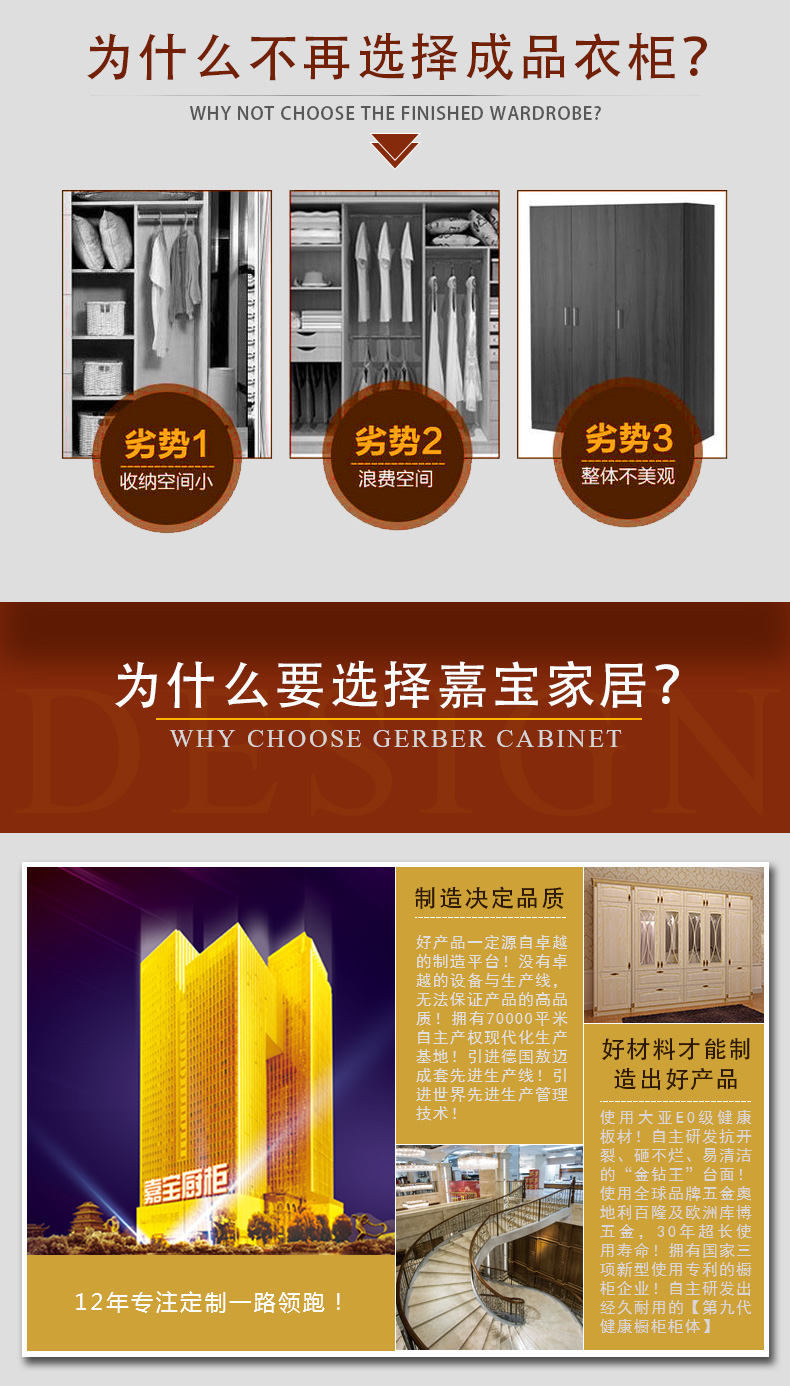 为什么不再选择成品衣柜?
WHY NOT CHOOSE THE FINISHED WARDROBE?
劣势1
收纳空间小
劣势2
浪费空间
劣势3
整体不美观
DESIGN
为什么要选择嘉宝家居?
WHY CHOOSE GERBER CABINET
嘉宝厨柜
12年专注定制一路领跑！
制造决定品质
好产品一定源自卓越
的制造平台！没有卓
越的设备与生产线，
无法保证产品的高品
质！拥有70000平米
自主产权现代化生产
基地！引进德国敖迈
成套先进生产线！引
进世界先进生产管理
技术！
好材料才能制
造出好产品
使用大亚E0级健康
板材！自主研发抗开
裂、砸不烂、易清洁
的“金钻王”台面！
使用全球品牌五金奥
地利百隆及欧洲库博
五金，30年超长使
用寿命！拥有国家三
项新型使用专利的橱
柜企业！自主研发出
经久耐用的【第九代
健康橱柜柜体】